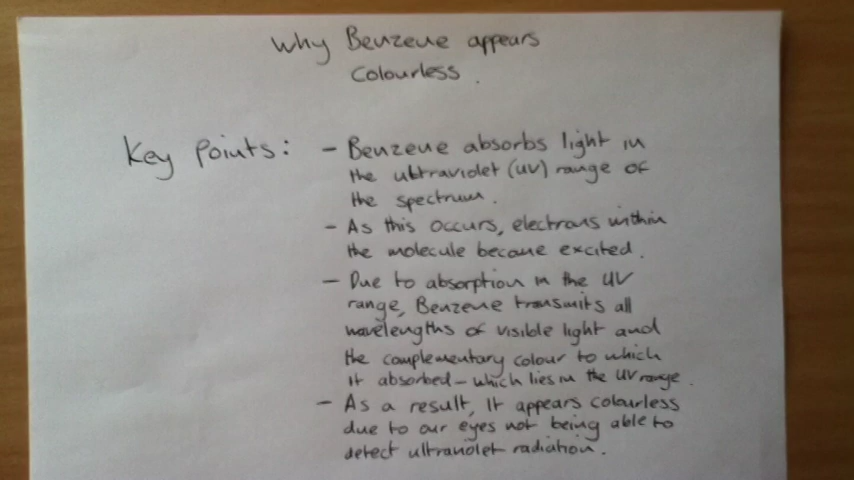 Why Benzene appears
colourless.
Key Points: - Benzene absorbs light in
the ultraviolet (UV) range of
the spectrum.
- As this occurs, electrons within
the molecule become excited.
- Due to absorption in the UV
range, Benzene transmits all
wavelengths of visible light and
the complementary colour to which
it absorbed - which lies in the UV range.
- As a result, it appears colourless
due to our eyes not being able to
detect ultraviolet radiation.